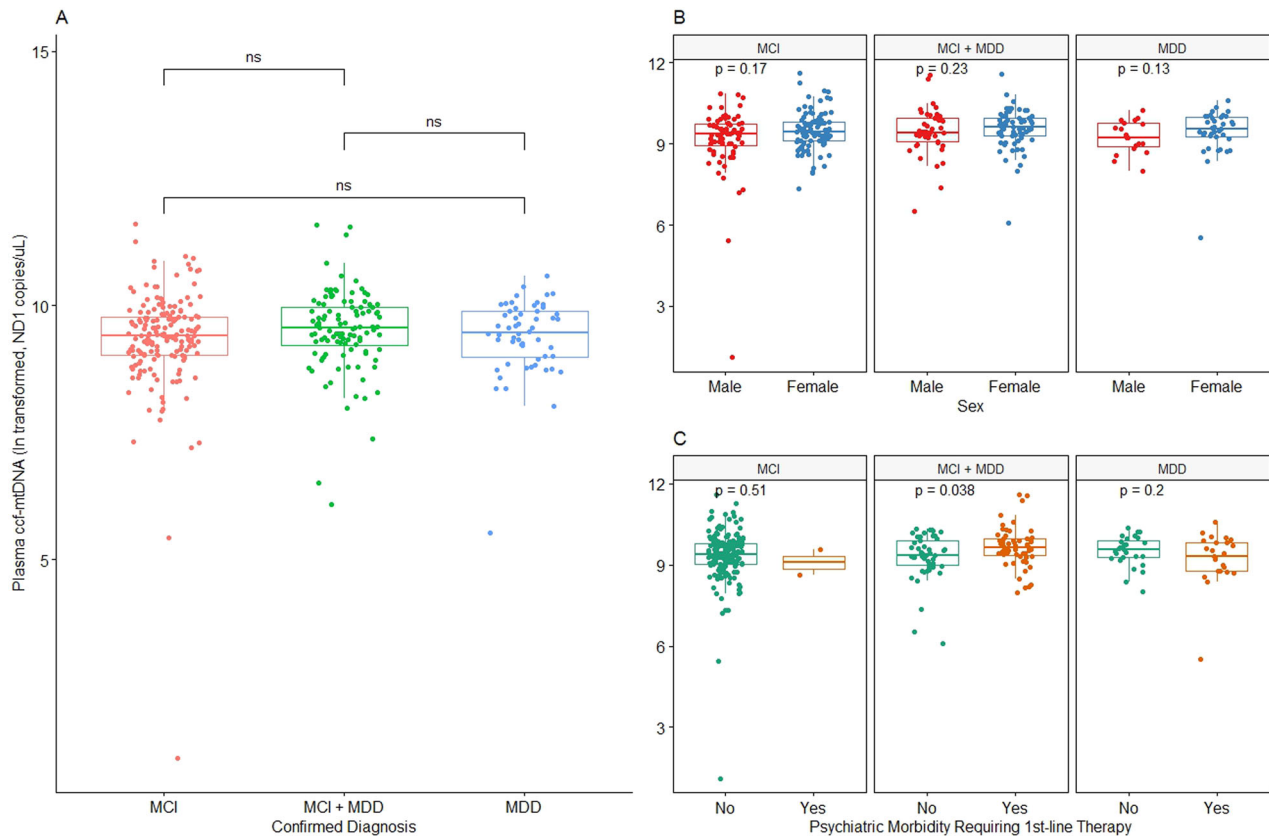 A
Plasma ccf-mtDNA (ln transformed, ND1 copies/uL)
15
10
5
ns
ns
ns
MCI
MCI + MDD
MDD
Confirmed Diagnosis
B
MCI
MCI + MDD
MDD
p = 0.17
p = 0.23
p = 0.13
12
9
6
3
Male
Female
Male
Female
Male
Female
Sex
C
MCI
MCI + MDD
MDD
p = 0.51
p = 0.038
p = 0.2
12
9
6
3
No
Yes
No
Yes
No
Yes
Psychiatric Morbidity Requiring 1st-line Therapy